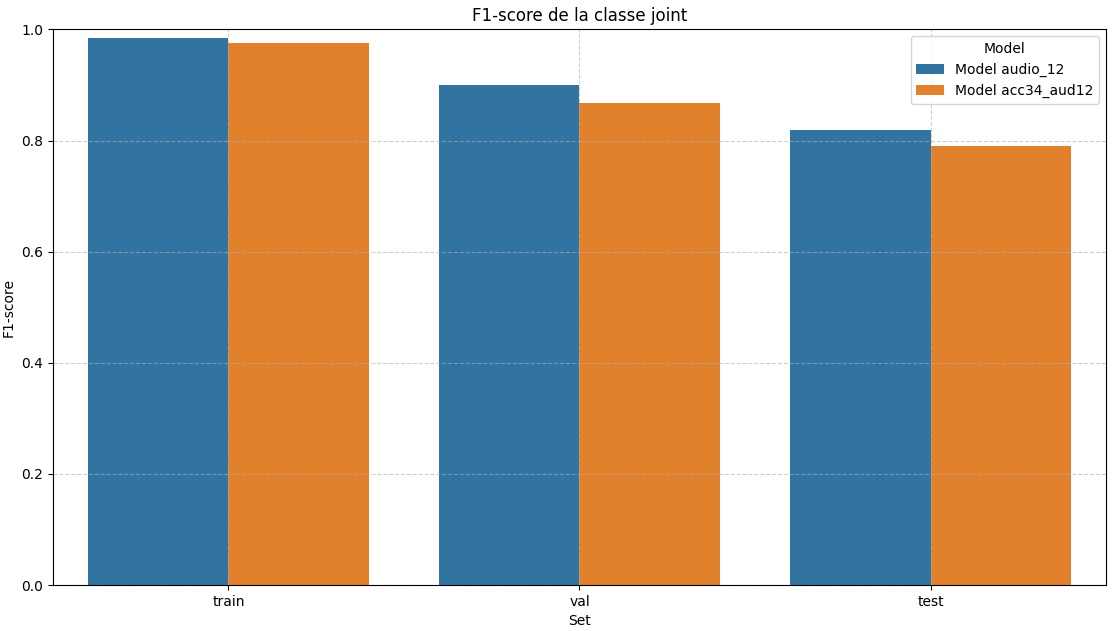 F1-score de la classe joint
Model
Model audio_12
Model acc34_aud12
F1-score
1.0
0.8
0.6
0.4
0.2
0.0
train
val
test
Set